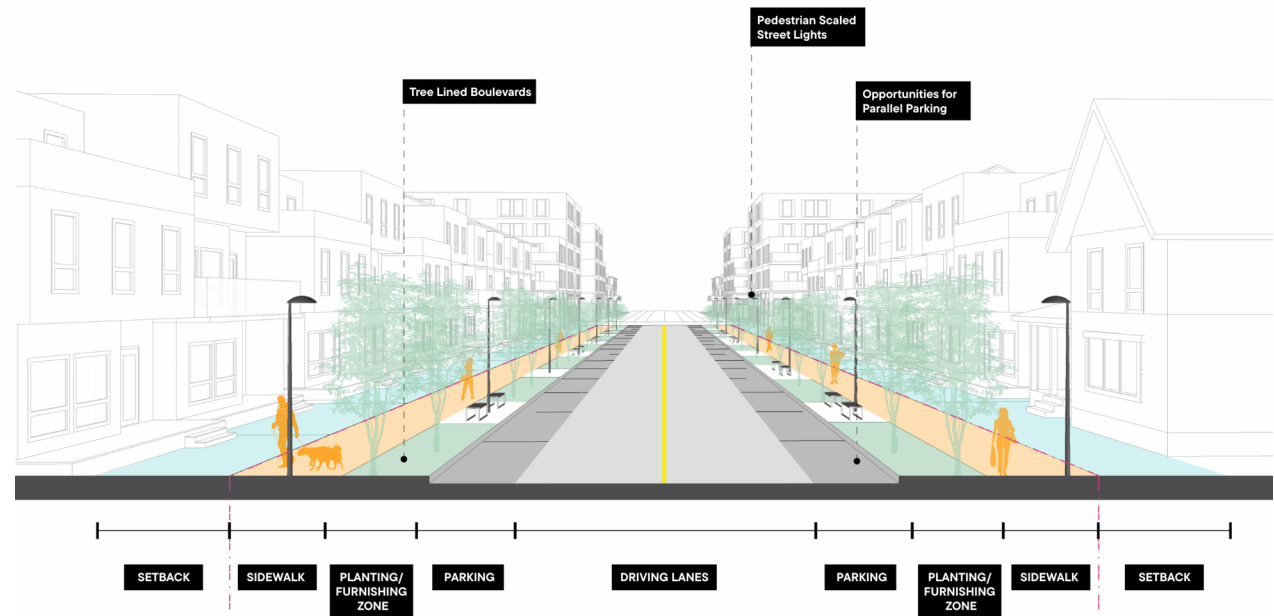 Pedestrian Scaled
Street Lights
Tree Lined Boulevards
Opportunities for
Parallel Parking
SETBACK
SIDEWALK
PLANTING/
FURNISHING
ZONE
PARKING
DRIVING LANES
PARKING
PLANTING/
FURNISHING
ZONE
SIDEWALK
SETBACK